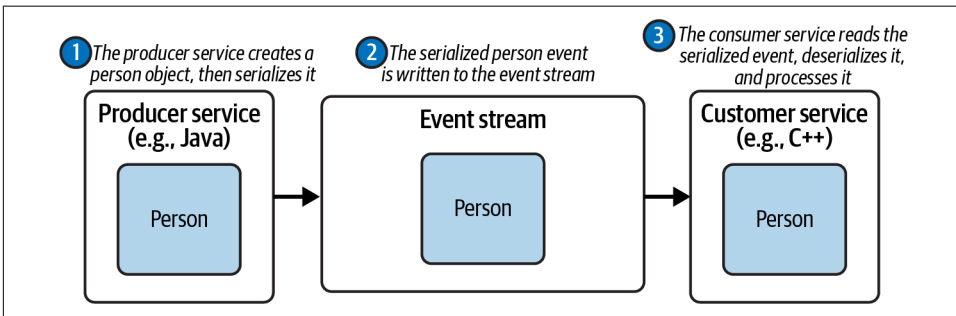 1 The producer service creates a
person object, then serializes it
2 The serialized person event
is written to the event stream
3 The consumer service reads the
serialized event, deserializes it,
and processes it
Producer service
(e.g., Java)
Person
Event stream
Person
Customer service
(e.g., C++)
Person